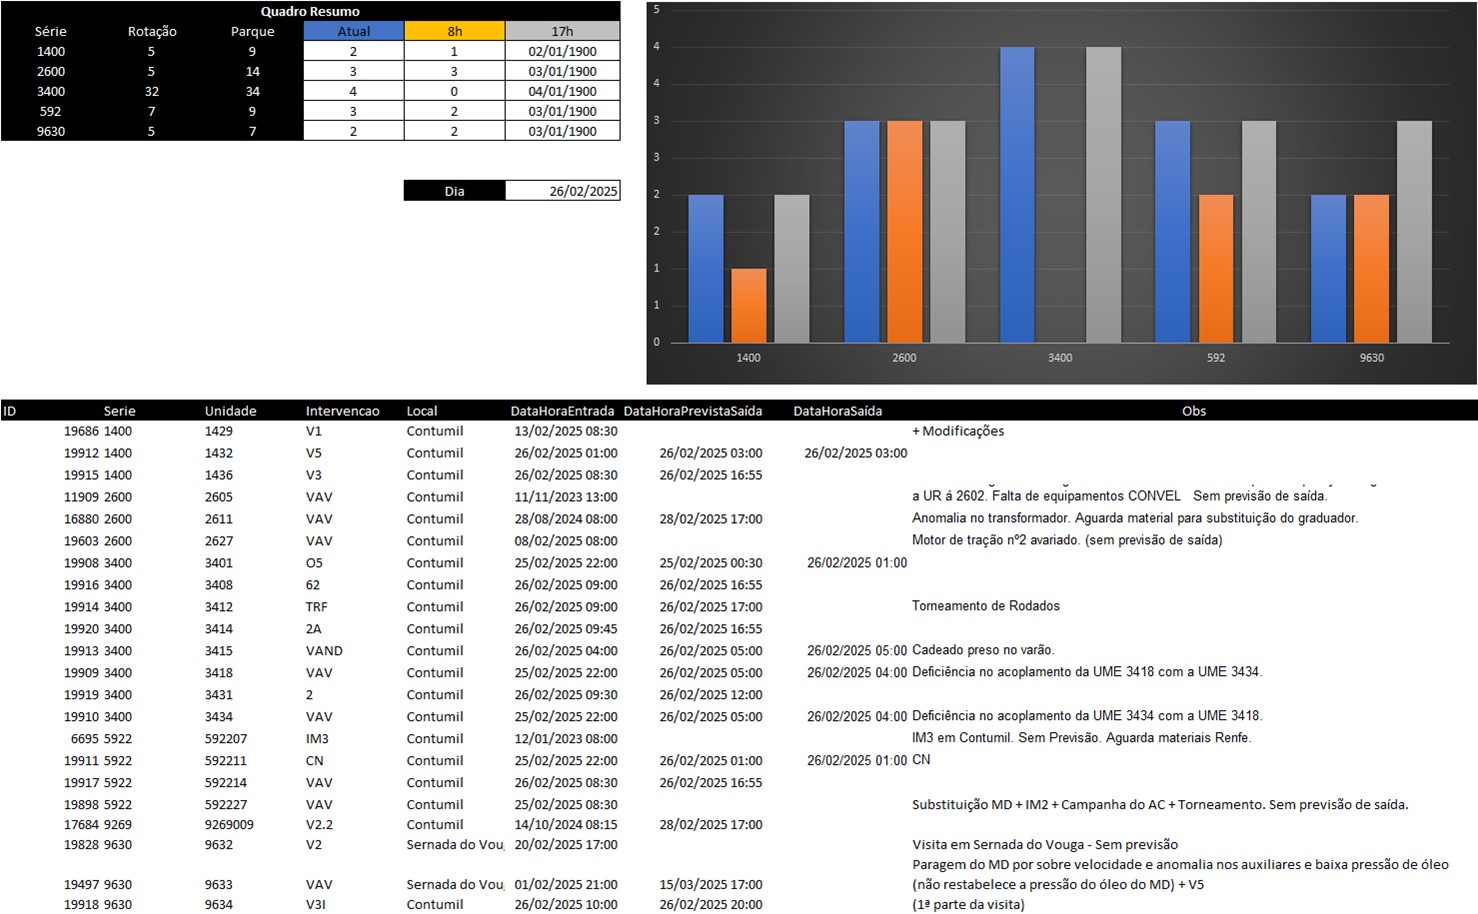 Quadro Resumo
Série Rotação Parque Atual 8h 17h
1400 5 9 2 1 02/01/1900
2600 5 14 3 3 03/01/1900
3400 32 34 4 0 04/01/1900
592 7 9 3 2 03/01/1900
9630 5 7 2 2 03/01/1900
Dia 26/02/2025
5
4
4
3
3
2
2
1
1
0
1400 2600 3400 592 9630
ID Serie Unidade Intervencao Local DataHoraEntrada DataHoraPrevistaSaída DataHoraSaída Obs
19686 1400 1429 V1 Contumil 13/02/2025 08:30 + Modificações
19912 1400 1432 V5 Contumil 26/02/2025 01:00 26/02/2025 03:00 26/02/2025 03:00
19915 1400 1436 V3 Contumil 26/02/2025 08:30 26/02/2025 16:55
11909 2600 2605 VAV Contumil 11/11/2023 13:00 a UR á 2602. Falta de equipamentos CONVEL Sem previsão de saída.
16880 2600 2611 VAV Contumil 28/08/2024 08:00 28/02/2025 17:00 Anomalia no transformador. Aguarda material para substituição do graduador.
19603 2600 2627 VAV Contumil 08/02/2025 08:00 Motor de tração nº2 avariado. (sem previsão de saída)
19908 3400 3401 O5 Contumil 25/02/2025 22:00 25/02/2025 00:30 26/02/2025 01:00
19916 3400 3408 62 Contumil 26/02/2025 09:00 26/02/2025 16:55
19914 3400 3412 TRF Contumil 26/02/2025 09:00 26/02/2025 17:00 Torneamento de Rodados
19920 3400 3414 2A Contumil 26/02/2025 09:45 26/02/2025 16:55
19913 3400 3415 VAND Contumil 26/02/2025 04:00 26/02/2025 05:00 26/02/2025 05:00 Cadeado preso no varão.
19909 3400 3418 VAV Contumil 25/02/2025 22:00 26/02/2025 05:00 26/02/2025 04:00 Deficiência no acoplamento da UME 3418 com a UME 3434.
19919 3400 3431 2 Contumil 26/02/2025 09:30 26/02/2025 12:00
19910 3400 3434 VAV Contumil 25/02/2025 22:00 26/02/2025 05:00 26/02/2025 04:00 Deficiência no acoplamento da UME 3434 com a UME 3418.
6695 5922 592207 IM3 Contumil 12/01/2023 08:00 IM3 em Contumil. Sem Previsão. Aguarda materiais Renfe.
19911 5922 592211 CN Contumil 25/02/2025 22:00 26/02/2025 01:00 26/02/2025 01:00 CN
19917 5922 592214 VAV Contumil 26/02/2025 08:30 26/02/2025 16:55
19898 5922 592227 VAV Contumil 25/02/2025 08:30 Substituição MD + IM2 + Campanha do AC + Torneamento. Sem previsão de saída.
17684 9269 9269009 V2.2 Contumil 14/10/2024 08:15 28/02/2025 17:00
19828 9630 9632 V2 Sernada do Vou 20/02/2025 17:00 Visita em Sernada do Vouga - Sem previsão
Paragem do MD por sobre velocidade e anomalia nos auxiliares e baixa pressão de óleo
19497 9630 9633 VAV Sernada do Vou 01/02/2025 21:00 15/03/2025 17:00 (não restabelece a pressão do óleo do MD) + V5
19918 9630 9634 V3I Contumil 26/02/2025 10:00 26/02/2025 20:00 (1ª parte da visita)